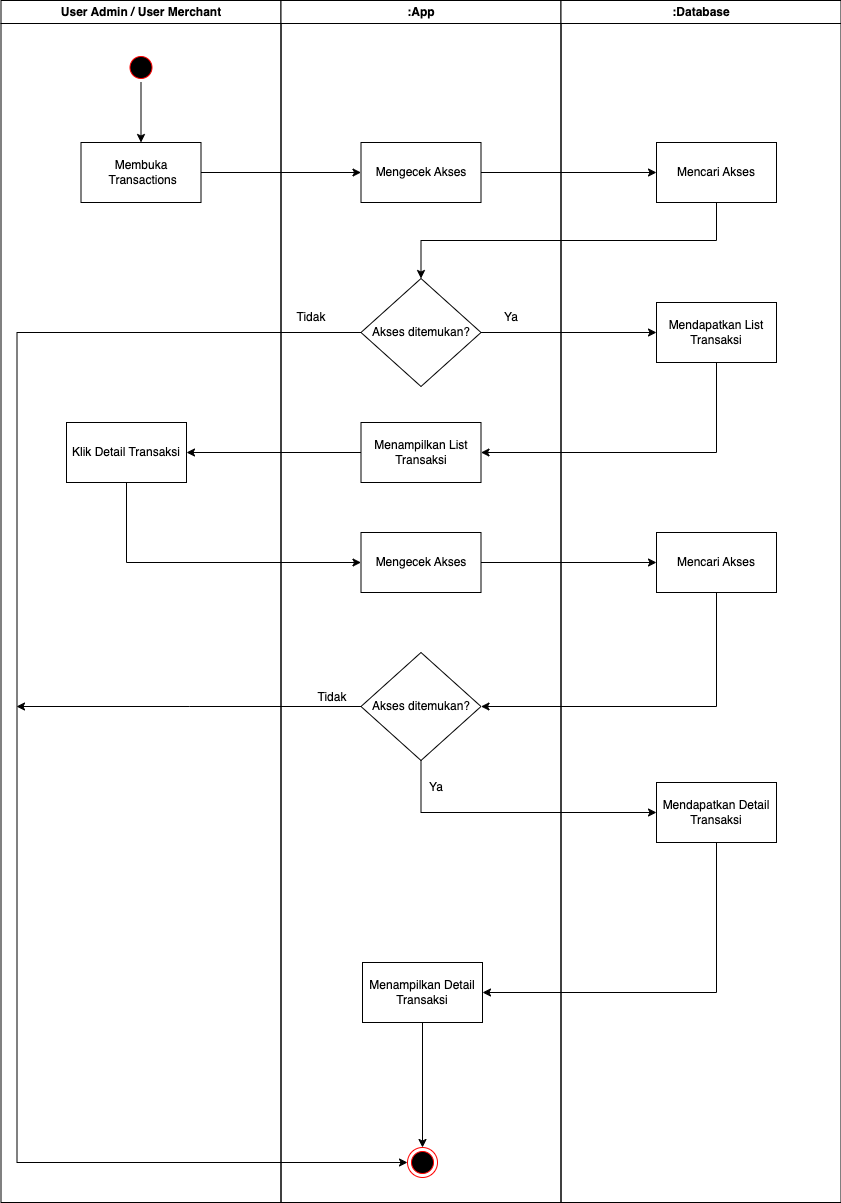 User Admin / User Merchant
:App
:Database
Membuka
Transactions
Mengecek Akses
Mencari Akses
Tidak
Akses ditemukan?
Ya
Mendapatkan List
Transaksi
Klik Detail Transaksi
Menampilkan List
Transaksi
Mengecek Akses
Mencari Akses
Tidak
Akses ditemukan?
Ya
Mendapatkan Detail
Transaksi
Menampilkan Detail
Transaksi